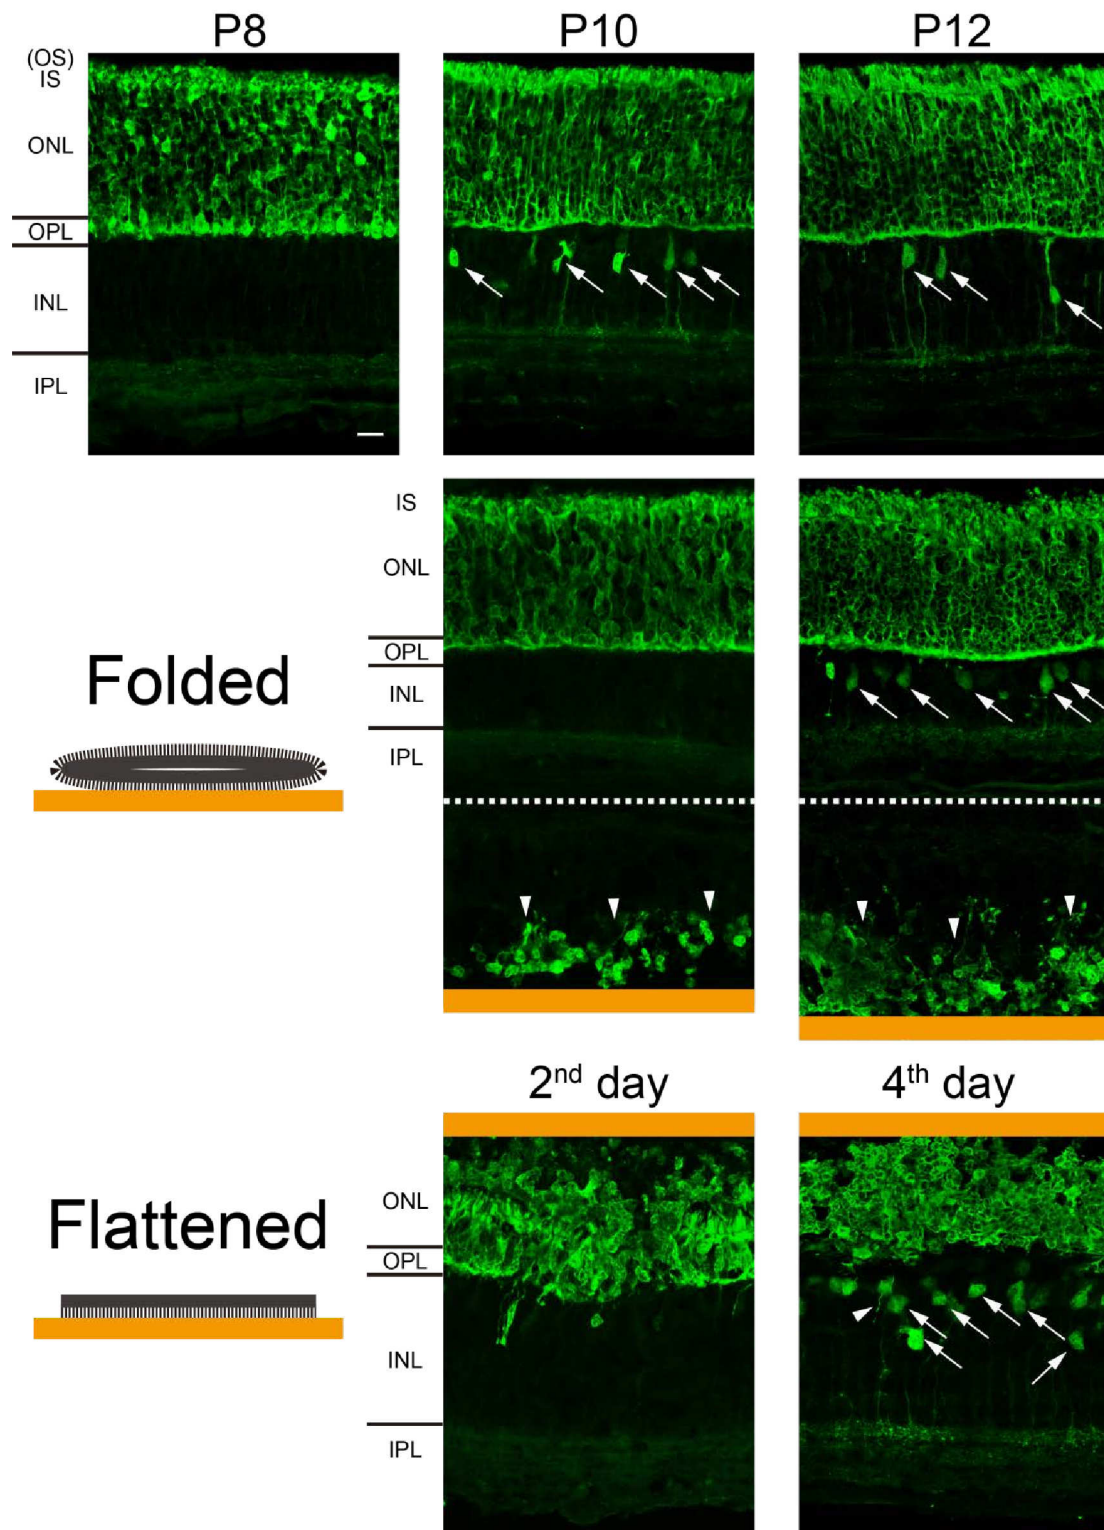 P8
P10
P12
(OS)
IS
ONL
OPL
INL
IPL
IS
ONL
OPL
INL
IPL
Folded
2nd day
4th day
ONL
OPL
INL
IPL
Flattened